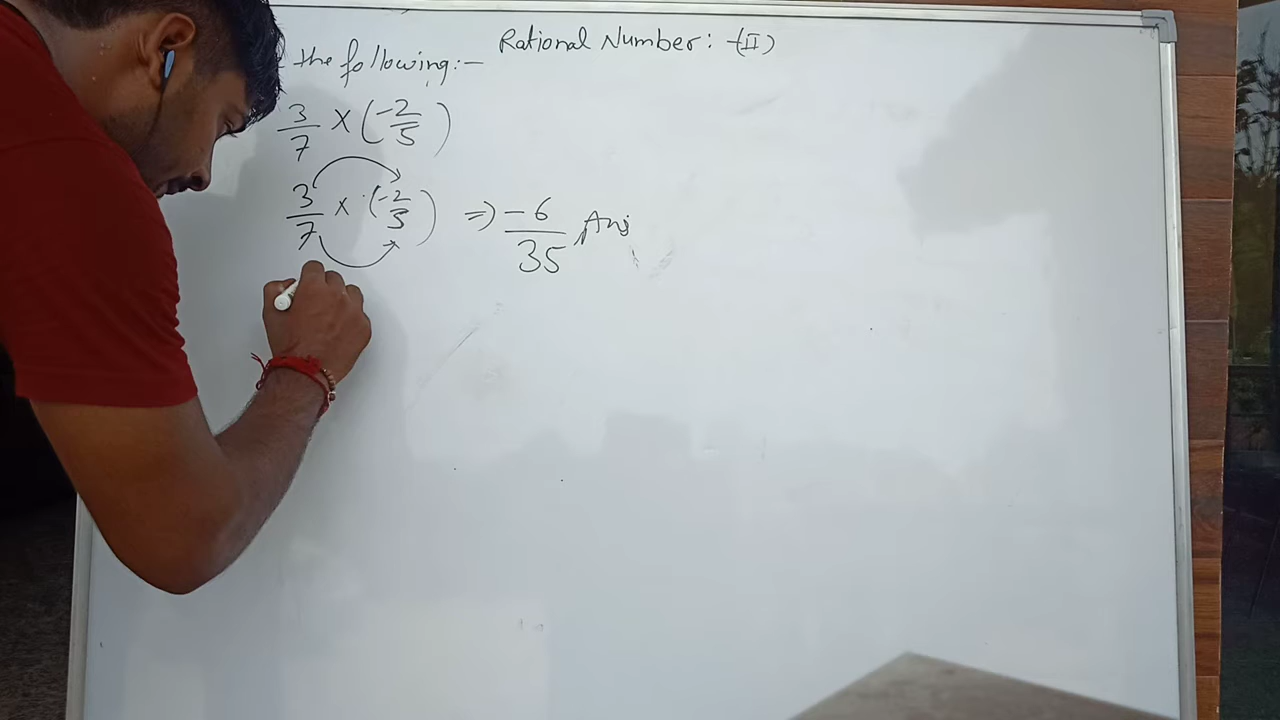 Rational Number: -(II)
the following:-
3/7 × (-2/5)
3/7 × (-2/5) => -6/35 Ans